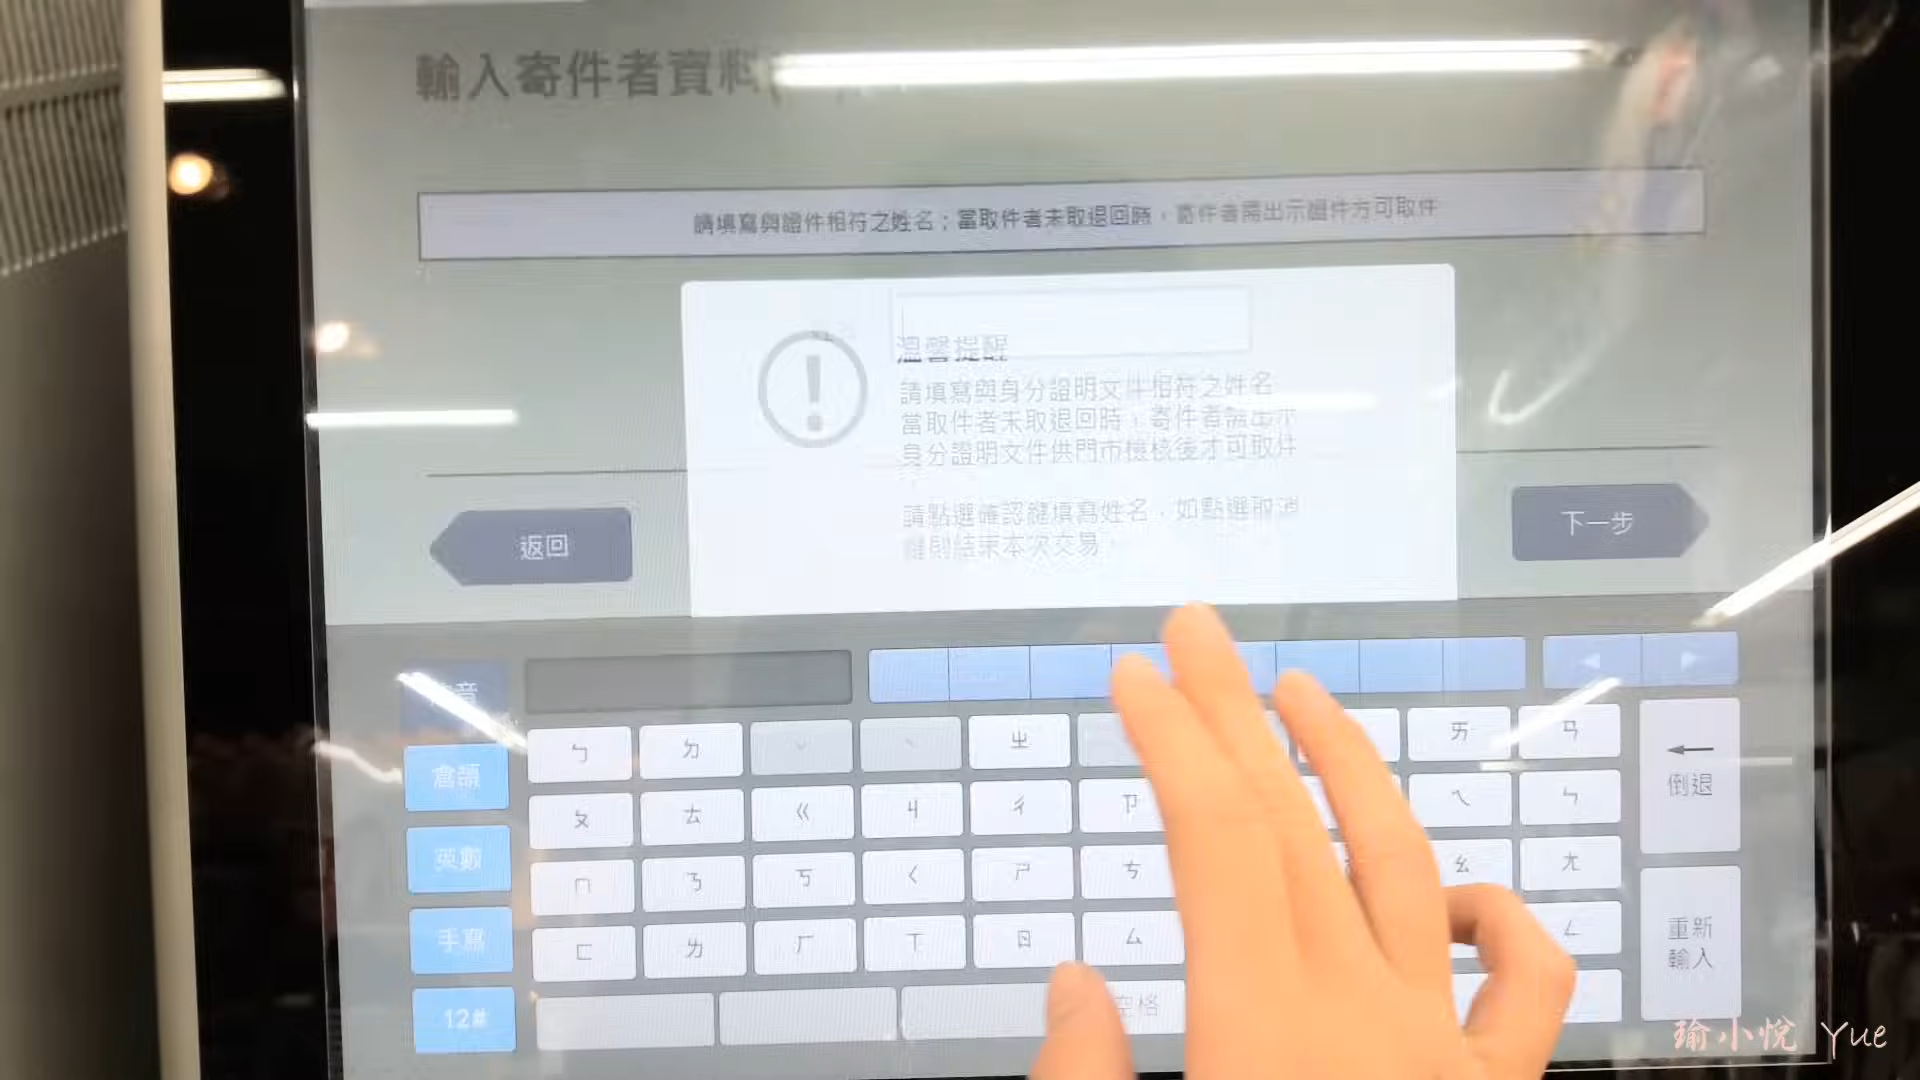 輸入寄件者資料
請填寫與證件相符之姓名；當取件者未取退回時，寄件者需出示證件方可取件
溫馨提醒
請填寫與身分證明文件相符之姓名
當取件者未取退回時，寄件者需出示
身分證明文件供門市檢核後才可取件
請點選確認鍵填寫姓名，如點選取消
鍵則結束本次交易。
返回
下一步
音
倉頡
英數
手寫
12鍵
ㄅ ㄉ ˇ ˋ ㄓ ㄞ ㄢ
ㄆ ㄊ ㄍ ㄐ ㄔ ㄗ ㄟ ㄣ
ㄇ ㄋ ㄎ ㄑ ㄕ ㄘ ㄠ ㄤ
ㄈ ㄌ ㄏ ㄒ ㄖ ㄙ ㄥ
空格
倒退
重新
輸入
瑜小悅 Yue